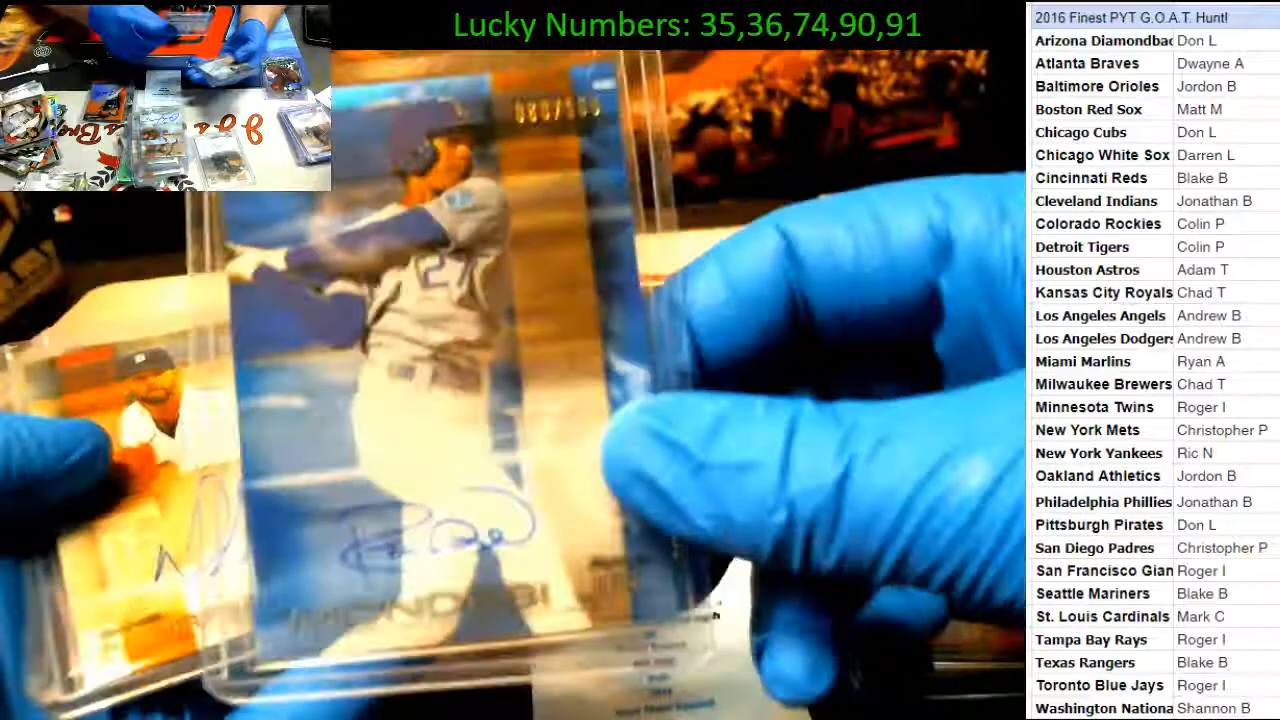 Lucky Numbers: 35,36,74,90,91
2016 Finest PYT G.O.A.T. Hunt!
Arizona Diamondbac Don L
Atlanta Braves Dwayne A
Baltimore Orioles Jordon B
Boston Red Sox Matt M
Chicago Cubs Don L
Chicago White Sox Darren L
Cincinnati Reds Blake B
Cleveland Indians Jonathan B
Colorado Rockies Colin P
Detroit Tigers Colin P
Houston Astros Adam T
Kansas City Royals Chad T
Los Angeles Angels Andrew B
Los Angeles Dodgers Andrew B
Miami Marlins Ryan A
Milwaukee Brewers Chad T
Minnesota Twins Roger I
New York Mets Christopher P
New York Yankees Ric N
Oakland Athletics Jordon B
Philadelphia Phillies Jonathan B
Pittsburgh Pirates Don L
San Diego Padres Christopher P
San Francisco Gian Roger I
Seattle Mariners Blake B
St. Louis Cardinals Mark C
Tampa Bay Rays Roger I
Texas Rangers Blake B
Toronto Blue Jays Roger I
Washington Nationa Shannon B